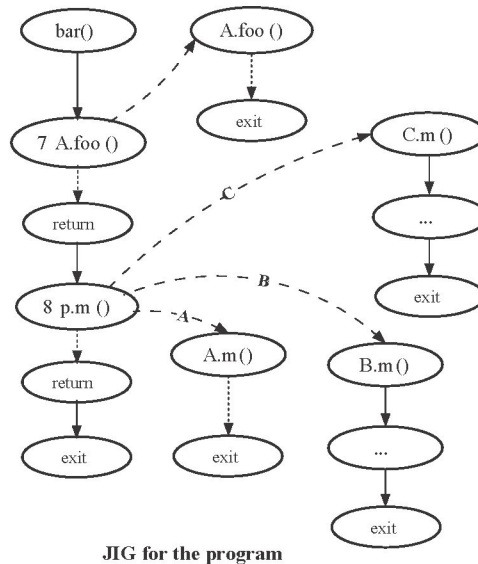 bar()
A.foo ()
exit
7 A.foo ()
C.m ()
return
C
...
8 p.m ()
B
exit
A
A.m ()
B.m ()
return
...
exit
exit
exit
JIG for the program